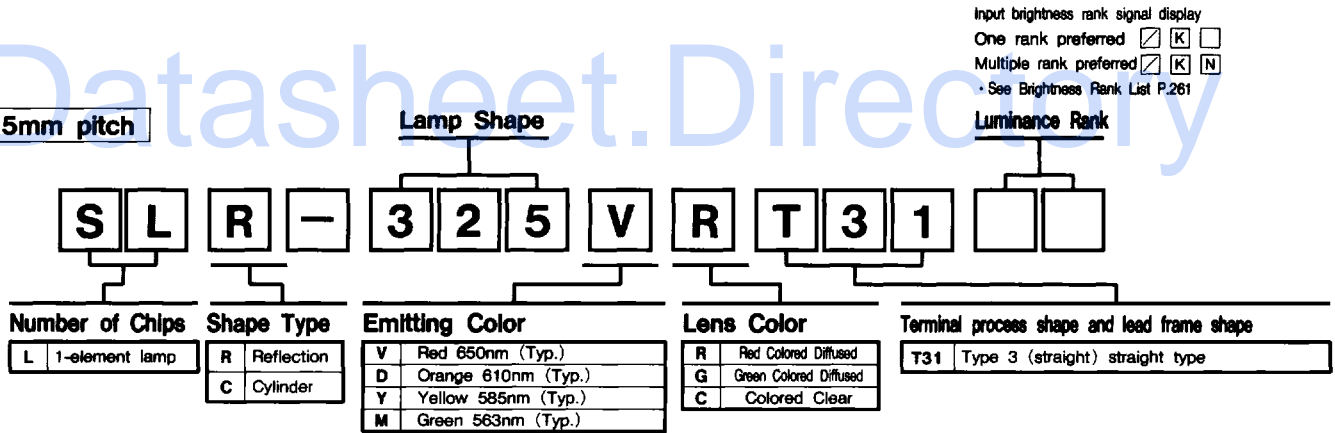 Input brightness rank signal display
One rank preferred K
Multiple rank preferred K N
・See Brightness Rank List P.261
Datasheet.Directory
5mm pitch
Lamp Shape
Luminance Rank
S L R - 3 2 5 V R T 3 1
Number of Chips
L 1-element lamp
Shape Type
R Reflection
C Cylinder
Emitting Color
V Red 650nm (Typ.)
D Orange 610nm (Typ.)
Y Yellow 585nm (Typ.)
M Green 563nm (Typ.)
Lens Color
R Red Colored Diffused
G Green Colored Diffused
C Colored Clear
Terminal process shape and lead frame shape
T31 Type 3 (straight) straight type